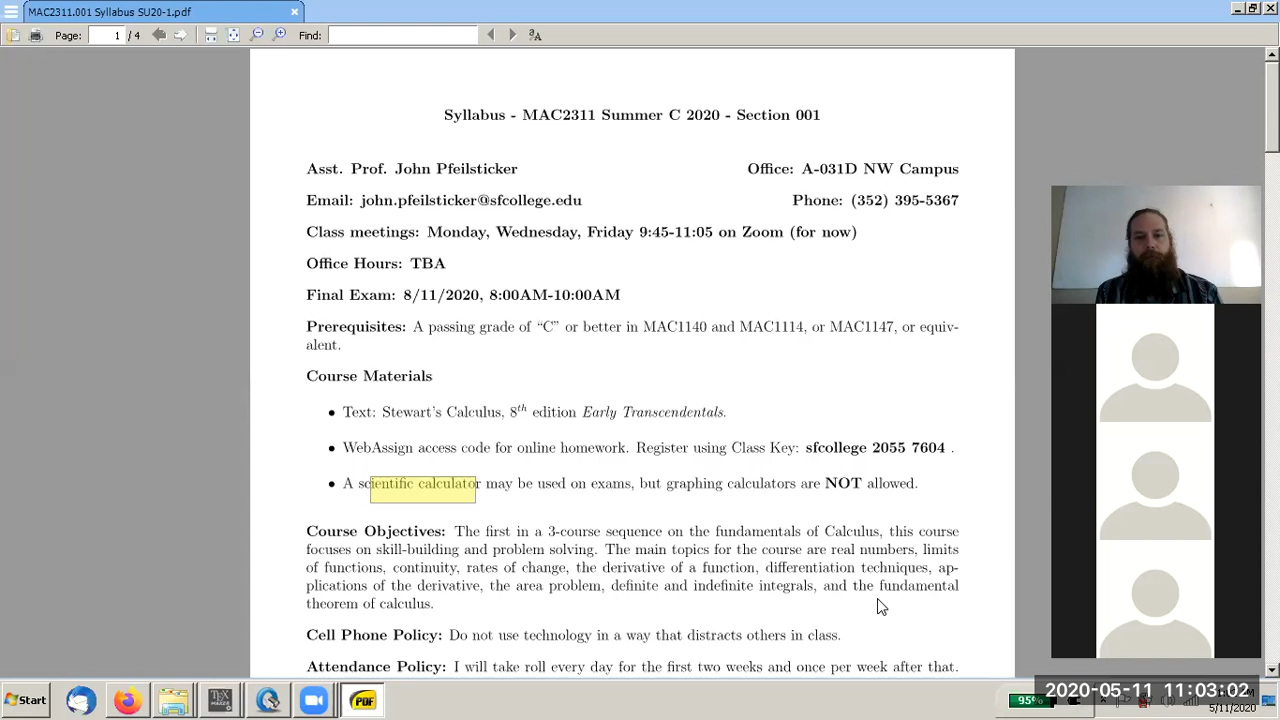 MAC2311.001 Syllabus SU20-1.pdf
Page: 1 / 4 Find:
Syllabus - MAC2311 Summer C 2020 - Section 001
Asst. Prof. John Pfeilsticker Office: A-031D NW Campus
Email: john.pfeilsticker@sfcollege.edu Phone: (352) 395-5367
Class meetings: Monday, Wednesday, Friday 9:45-11:05 on Zoom (for now)
Office Hours: TBA
Final Exam: 8/11/2020, 8:00AM-10:00AM
Prerequisites: A passing grade of “C” or better in MAC1140 and MAC1114, or MAC1147, or equiv-
alent.
Course Materials
• Text: Stewart's Calculus, 8th edition Early Transcendentals.
• WebAssign access code for online homework. Register using Class Key: sfcollege 2055 7604 .
• A scientific calculator may be used on exams, but graphing calculators are NOT allowed.
Course Objectives: The first in a 3-course sequence on the fundamentals of Calculus, this course
focuses on skill-building and problem solving. The main topics for the course are real numbers, limits
of functions, continuity, rates of change, the derivative of a function, differentiation techniques, ap-
plications of the derivative, the area problem, definite and indefinite integrals, and the fundamental
theorem of calculus.
Cell Phone Policy: Do not use technology in a way that distracts others in class.
Attendance Policy: I will take roll every day for the first two weeks and once per week after that.
Start TEX MAKER PDF 95% 2020-05-11 11:03:02
5/11/2020